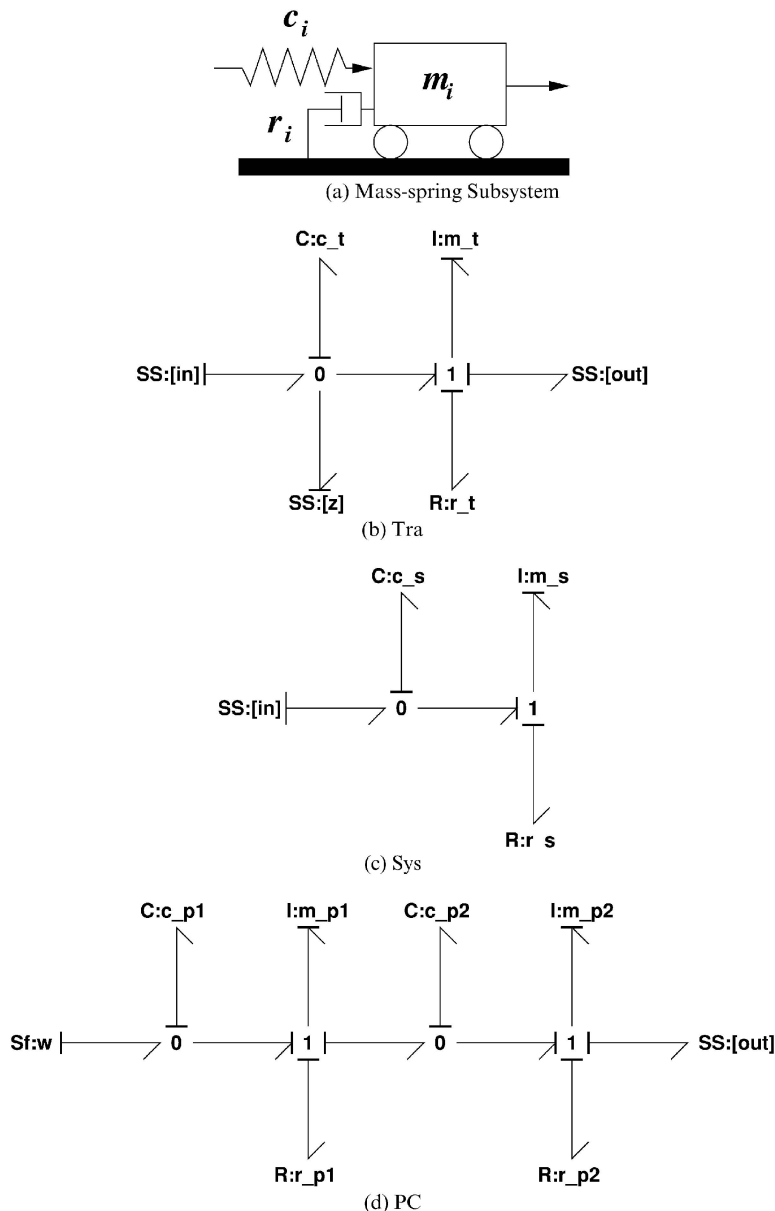 c_i
m_i
r_i
(a) Mass-spring Subsystem
C:c_t I:m_t
SS:[in] 0 1 SS:[out]
SS:[z] R:r_t
(b) Tra
C:c_s I:m_s
SS:[in] 0 1
R:r_s
(c) Sys
C:c_p1 I:m_p1 C:c_p2 I:m_p2
Sf:w 0 1 0 1 SS:[out]
R:r_p1 R:r_p2
(d) PC